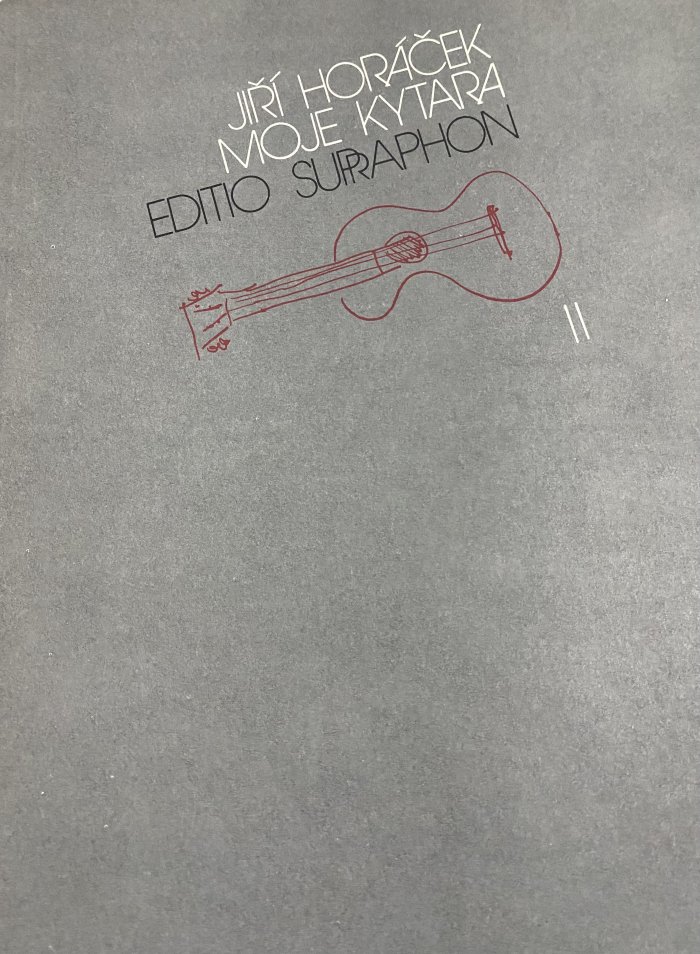 JIŘÍ HORÁČEK
MOJE KYTARA
EDITIO SUPRAPHON
II